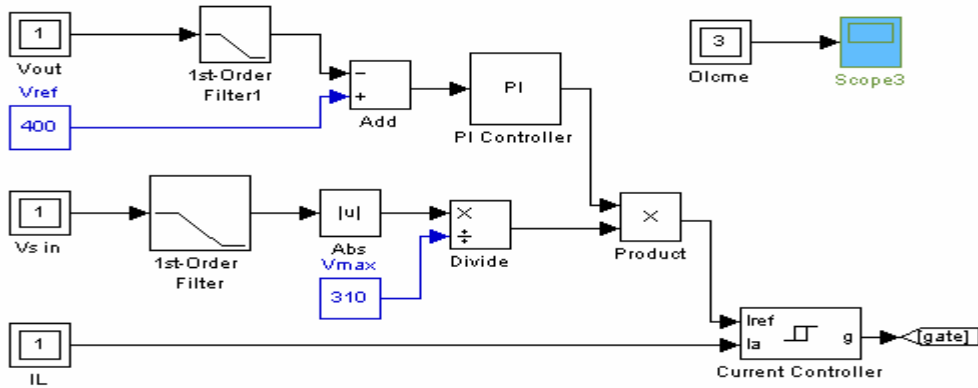 1
Vout
1st-Order
Filter1
Vref
400
−
+
Add
PI
PI Controller
3
Olcme
Scope3
1
Vs in
1st-Order
Filter
|u|
Abs
Vmax
310
×
÷
Divide
×
Product
1
IL
Iref
Ia
g
Current Controller
[gate]